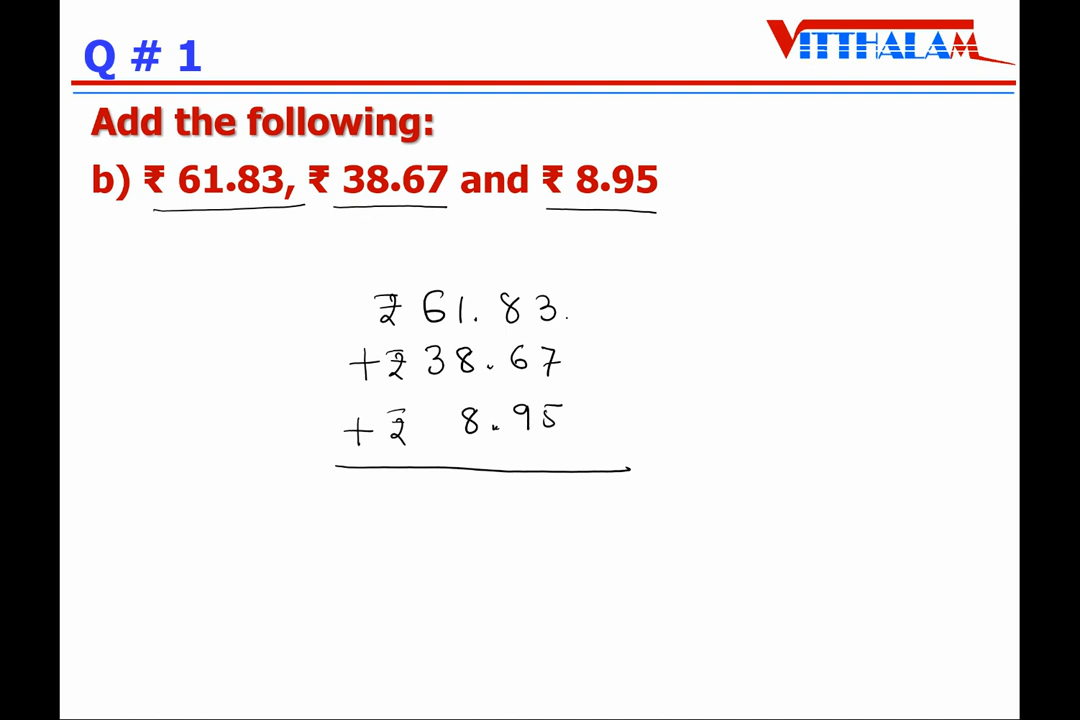 Q # 1
VITTHALAM
Add the following:
b) ₹ 61.83, ₹ 38.67 and ₹ 8.95
₹ 61.83.
+ ₹ 38.67
+ ₹ 8.95